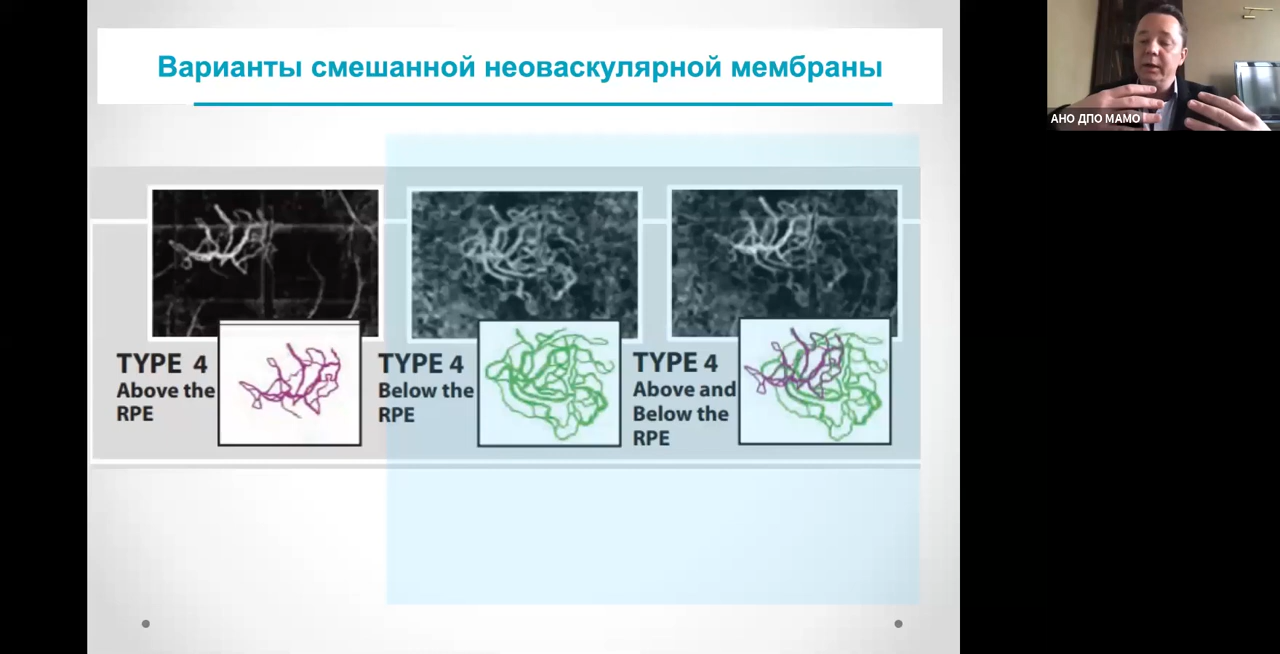 Варианты смешанной неоваскулярной мембраны
АНО ДПО МАМО
TYPE 4
Above the
RPE
TYPE 4
Below the
RPE
TYPE 4
Above and
Below the
RPE